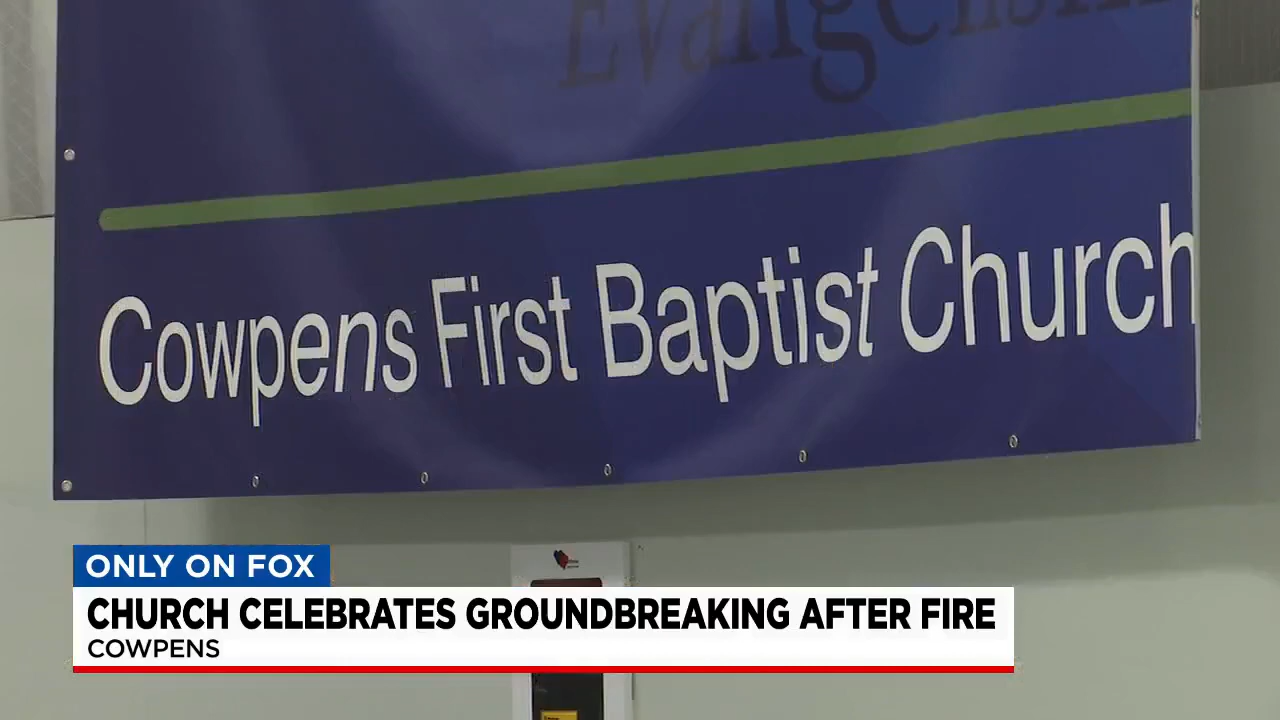 Cowpens First Baptist Church
ONLY ON FOX
CHURCH CELEBRATES GROUNDBREAKING AFTER FIRE
COWPENS